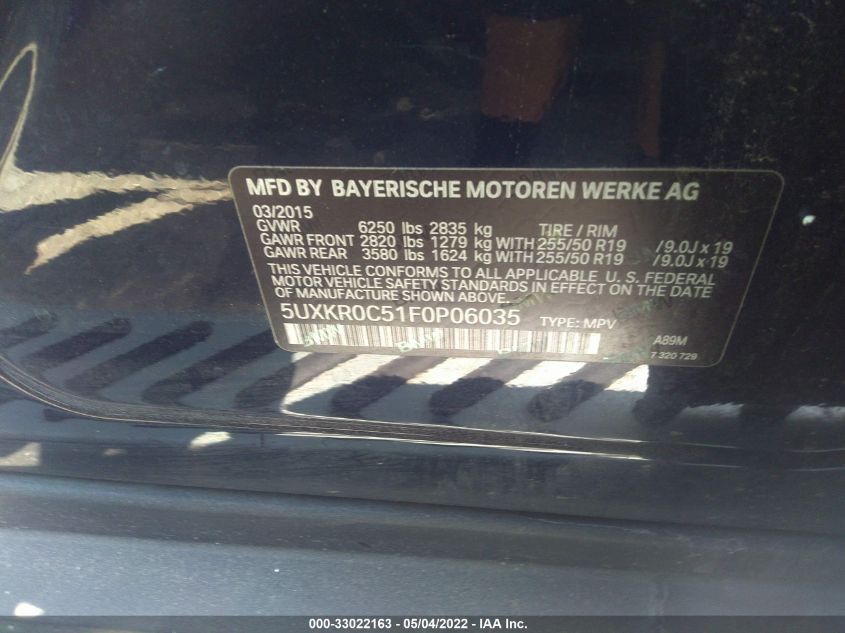 MFD BY BAYERISCHE MOTOREN WERKE AG
03/2015
GVWR 6250 lbs 2835 kg TIRE / RIM
GAWR FRONT 2820 lbs 1279 kg WITH 255/50 R19 / 9.0J x 19
GAWR REAR 3580 lbs 1624 kg WITH 255/50 R19 / 9.0J x 19
THIS VEHICLE CONFORMS TO ALL APPLICABLE U.S. FEDERAL
MOTOR VEHICLE SAFETY STANDARDS IN EFFECT ON THE DATE
OF MANUFACTURE SHOWN ABOVE.
5UXKR0C51F0P06035 TYPE: MPV
A89M
7 320 729
000-33022163 - 05/04/2022 - IAA Inc.